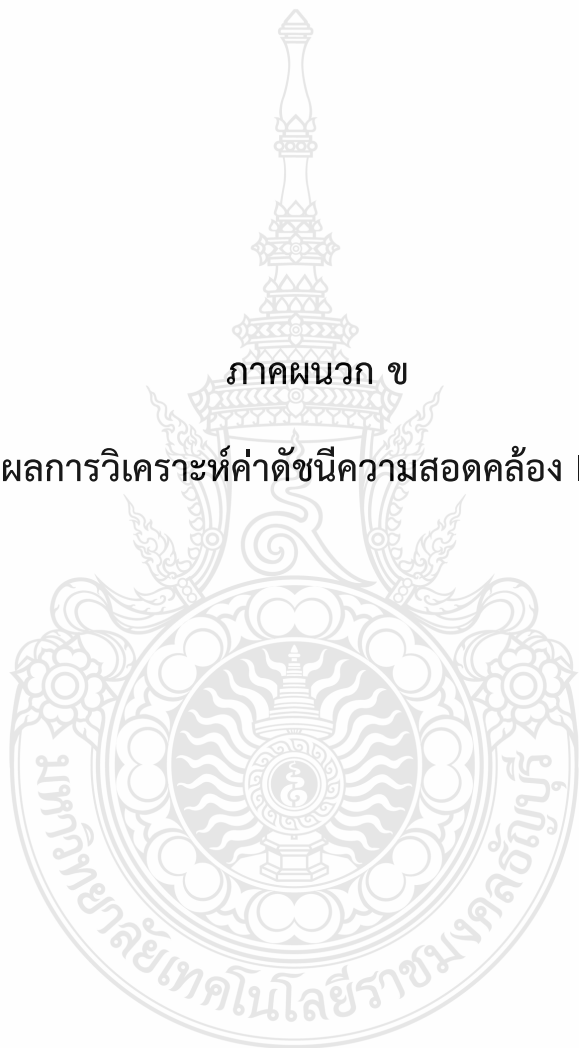 ภาคผนวก ข
ผลการวิเคราะห์ค่าดัชนีความสอดคล้อง
มหาวิทยาลัยเทคโนโลยีราชมงคลธัญบุรี